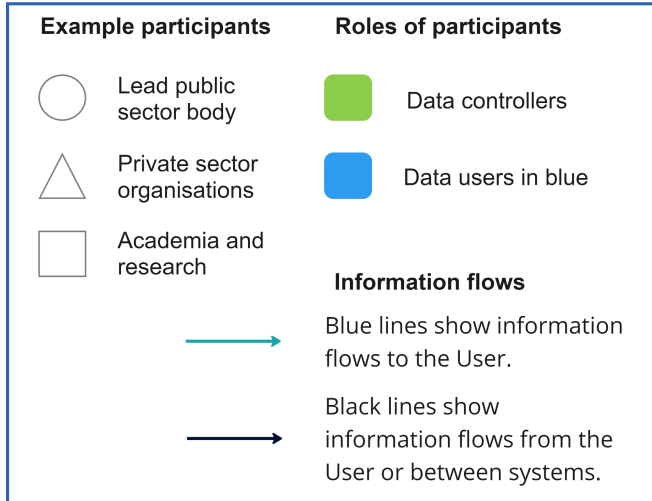 Example participants
Lead public
sector body
Private sector
organisations
Academia and
research
Roles of participants
Data controllers
Data users in blue
Information flows
Blue lines show information
flows to the User.
Black lines show
information flows from the
User or between systems.